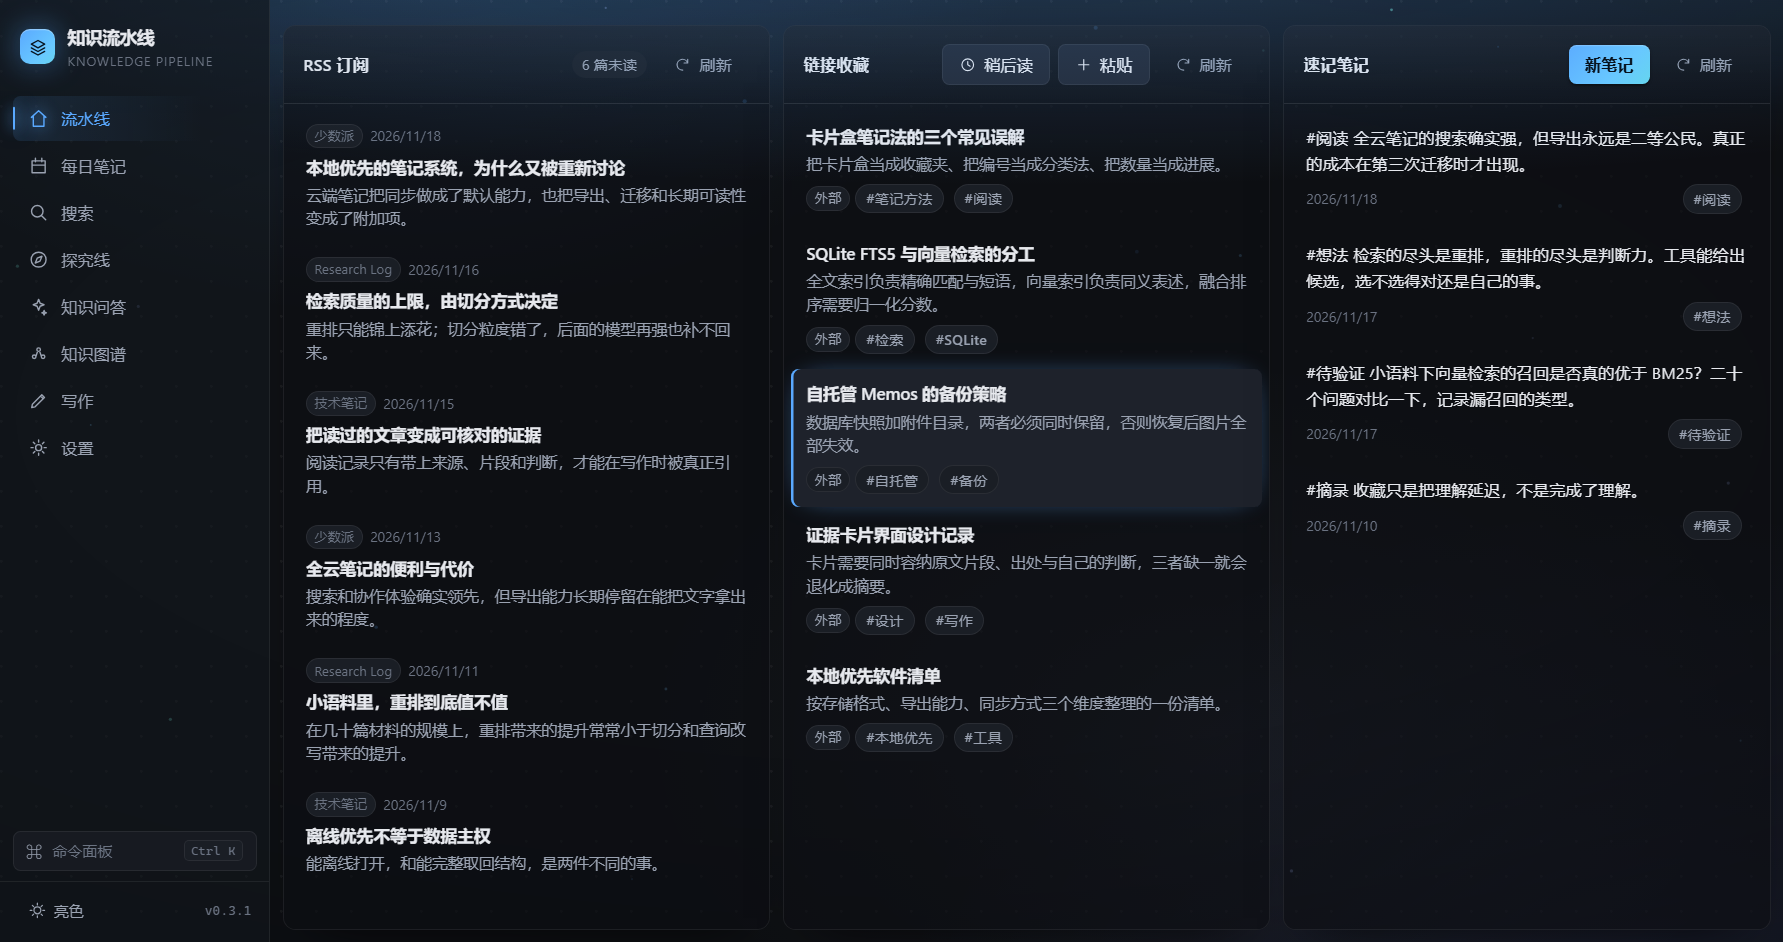 知识流水线
KNOWLEDGE PIPELINE
流水线
每日笔记
搜索
探究线
知识问答
知识图谱
写作
设置
命令面板 Ctrl K
亮色 v0.3.1
RSS 订阅 6 篇未读 刷新
少数派 2026/11/18
本地优先的笔记系统，为什么又被重新讨论
云端笔记把同步做成了默认能力，也把导出、迁移和长期可读性
变成了附加项。
Research Log 2026/11/16
检索质量的上限，由切分方式决定
重排只能锦上添花；切分粒度错了，后面的模型再强也补不回
来。
技术笔记 2026/11/15
把读过的文章变成可核对的证据
阅读记录只有带上来源、片段和判断，才能在写作时被真正引
用。
少数派 2026/11/13
全云笔记的便利与代价
搜索和协作体验确实领先，但导出能力长期停留在能把文字拿出
来的程度。
Research Log 2026/11/11
小语料里，重排到底值不值
在几十篇材料的规模上，重排带来的提升常常小于切分和查询改
写带来的提升。
技术笔记 2026/11/9
离线优先不等于数据主权
能离线打开，和能完整取回结构，是两件不同的事。
链接收藏 稍后读 粘贴 刷新
卡片盒笔记法的三个常见误解
把卡片盒当成收藏夹、把编号当成分类法、把数量当成进展。
外部 #笔记方法 #阅读
SQLite FTS5 与向量检索的分工
全文索引负责精确匹配与短语，向量索引负责同义表述，融合排
序需要归一化分数。
外部 #检索 #SQLite
自托管 Memos 的备份策略
数据库快照加附件目录，两者必须同时保留，否则恢复后图片全
部失效。
外部 #自托管 #备份
证据卡片界面设计记录
卡片需要同时容纳原文片段、出处与自己的判断，三者缺一就会
退化成摘要。
外部 #设计 #写作
本地优先软件清单
按存储格式、导出能力、同步方式三个维度整理的一份清单。
外部 #本地优先 #工具
速记笔记 新笔记 刷新
#阅读 全云笔记的搜索确实强，但导出永远是二等公民。真正
的成本在第三次迁移时才出现。
2026/11/18 #阅读
#想法 检索的尽头是重排，重排的尽头是判断力。工具能给出
候选，选不选得对还是自己的事。
2026/11/17 #想法
#待验证 小语料下向量检索的召回是否真的优于 BM25？二十
个问题对比一下，记录漏召回的类型。
2026/11/17 #待验证
#摘录 收藏只是把理解延迟，不是完成了理解。
2026/11/10 #摘录